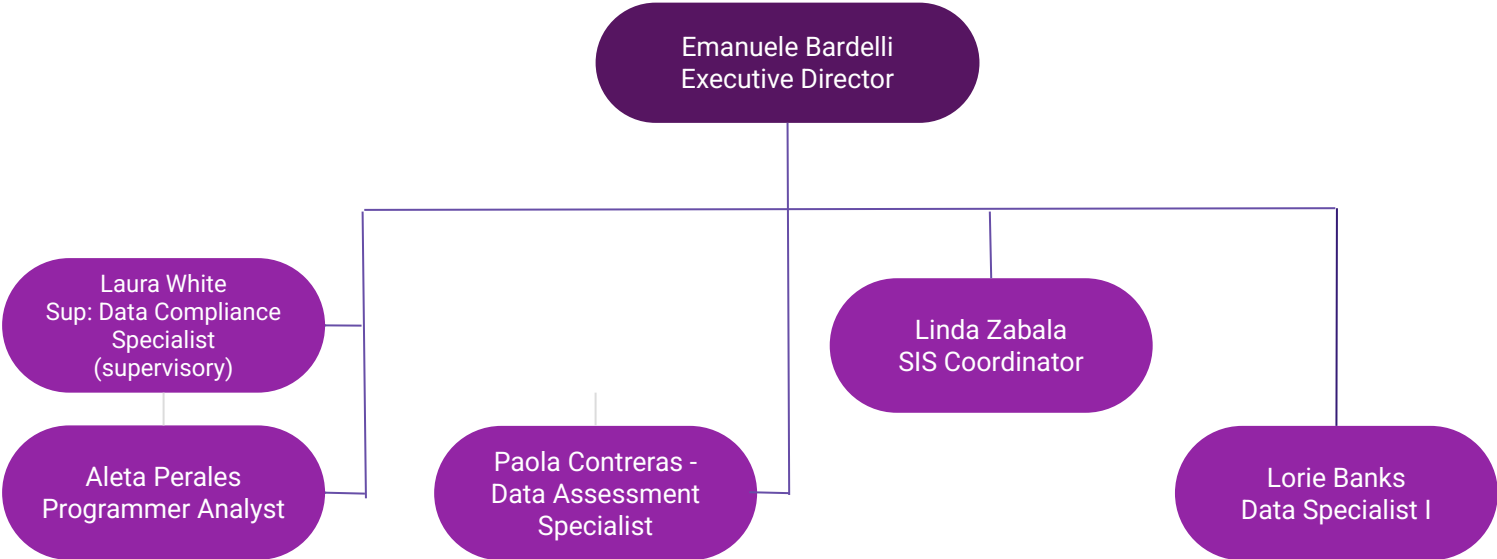 Emanuele Bardelli
Executive Director
Laura White
Sup: Data Compliance
Specialist
(supervisory)
Linda Zabala
SIS Coordinator
Aleta Perales
Programmer Analyst
Paola Contreras -
Data Assessment
Specialist
Lorie Banks
Data Specialist I